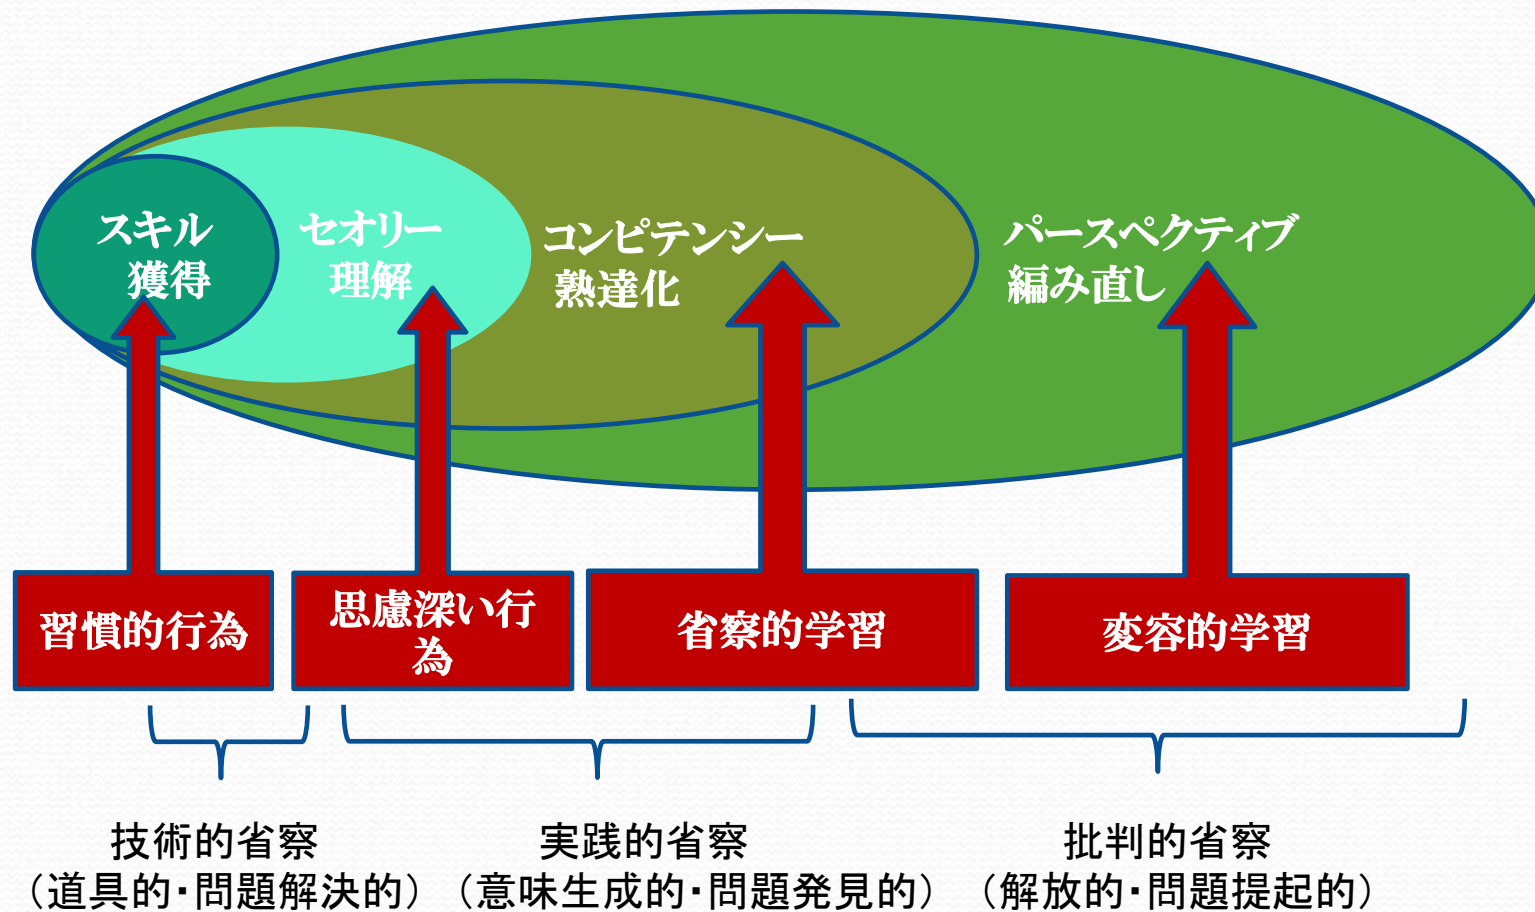 スキル
獲得
セオリー
理解
コンピテンシー
熟達化
パースペクティブ
編み直し
習慣的行為
思慮深い行
為
省察的学習
変容的学習
技術的省察
（道具的・問題解決的）
実践的省察
（意味生成的・問題発見的）
批判的省察
（解放的・問題提起的）